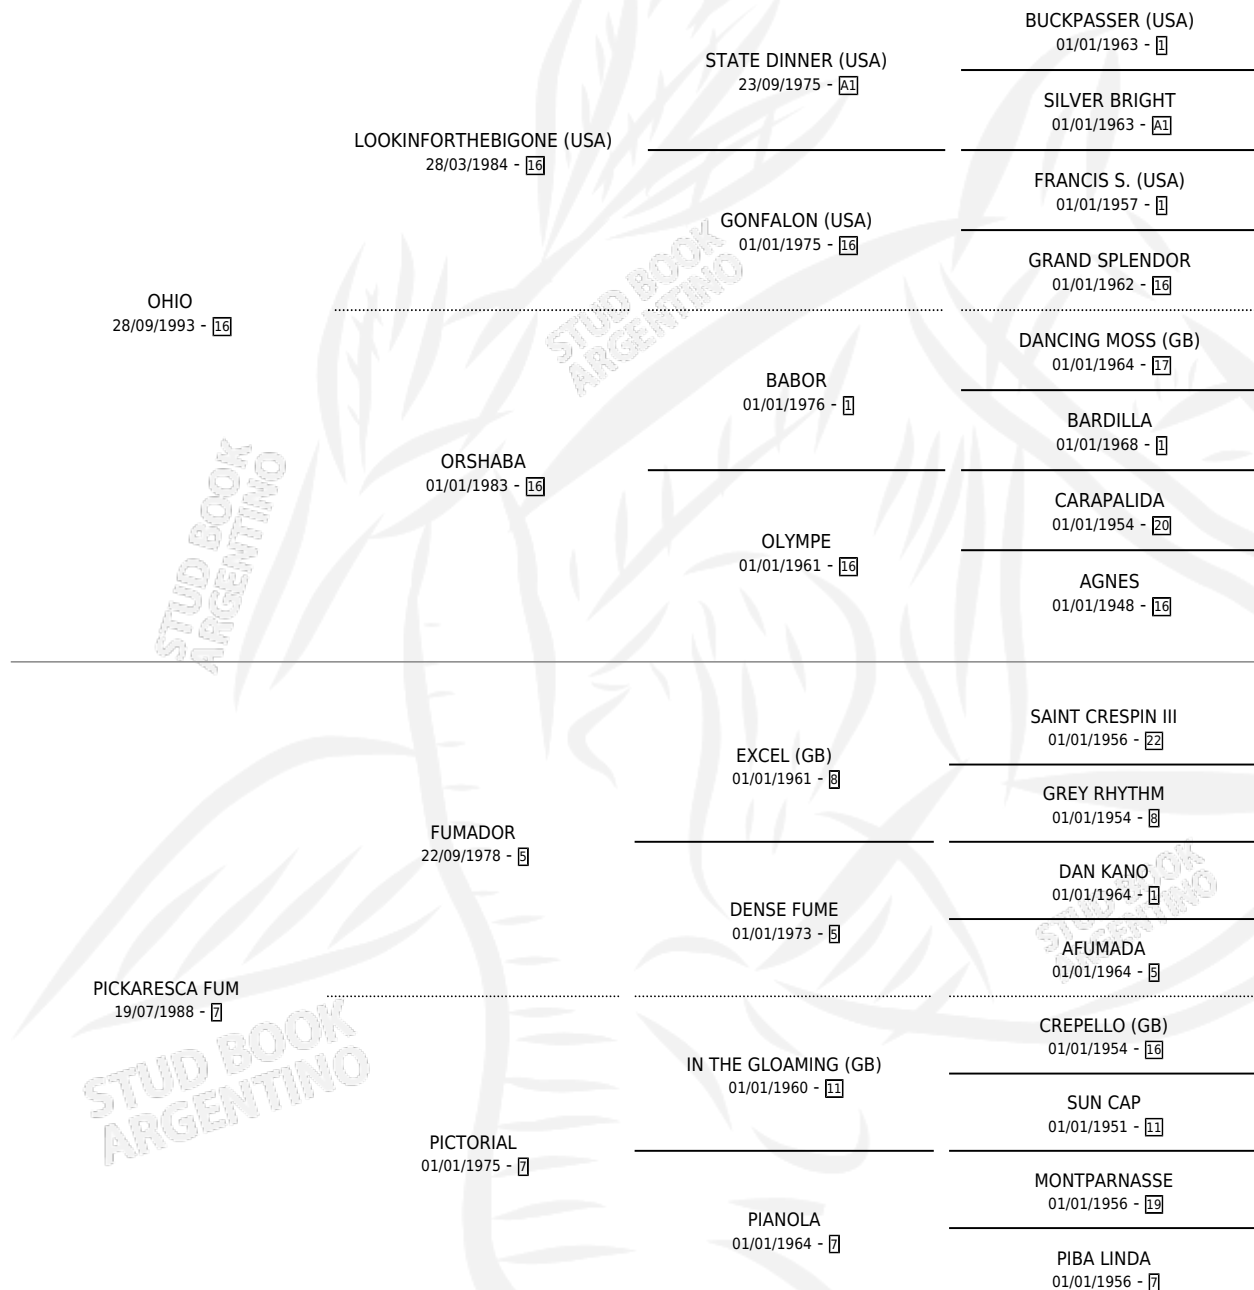 BUCKPASSER (USA)
01/01/1963 - 1
STATE DINNER (USA)
23/09/1975 - A1
SILVER BRIGHT
01/01/1963 - A1
LOOKINFORTHEBIGONE (USA)
28/03/1984 - 16
FRANCIS S. (USA)
01/01/1957 - 1
GONFALON (USA)
01/01/1975 - 16
GRAND SPLENDOR
01/01/1962 - 16
OHIO
28/09/1993 - 16
STUD BOOK
ARGENTINO
DANCING MOSS (GB)
01/01/1964 - 17
BABOR
01/01/1976 - 1
BARDILLA
01/01/1968 - 1
ORSHABA
01/01/1983 - 16
CARAPALIDA
01/01/1954 - 20
OLYMPE
01/01/1961 - 16
AGNES
01/01/1948 - 16
STUD BOOK
ARGENTINO
SAINT CRESPIN III
01/01/1956 - 22
EXCEL (GB)
01/01/1961 - 8
GREY RHYTHM
01/01/1954 - 8
FUMADOR
22/09/1978 - 5
DAN KANO
01/01/1964 - 1
DENSE FUME
01/01/1973 - 5
AFUMADA
01/01/1964 - 5
STUD BOOK
ARGENTINO
PICKARESCA FUM
19/07/1988 - 7
STUD BOOK
ARGENTINO
CREPELLO (GB)
01/01/1954 - 16
IN THE GLOAMING (GB)
01/01/1960 - 11
SUN CAP
01/01/1951 - 11
PICTORIAL
01/01/1975 - 7
MONTPARNASSE
01/01/1956 - 19
PIANOLA
01/01/1964 - 7
PIBA LINDA
01/01/1956 - 7